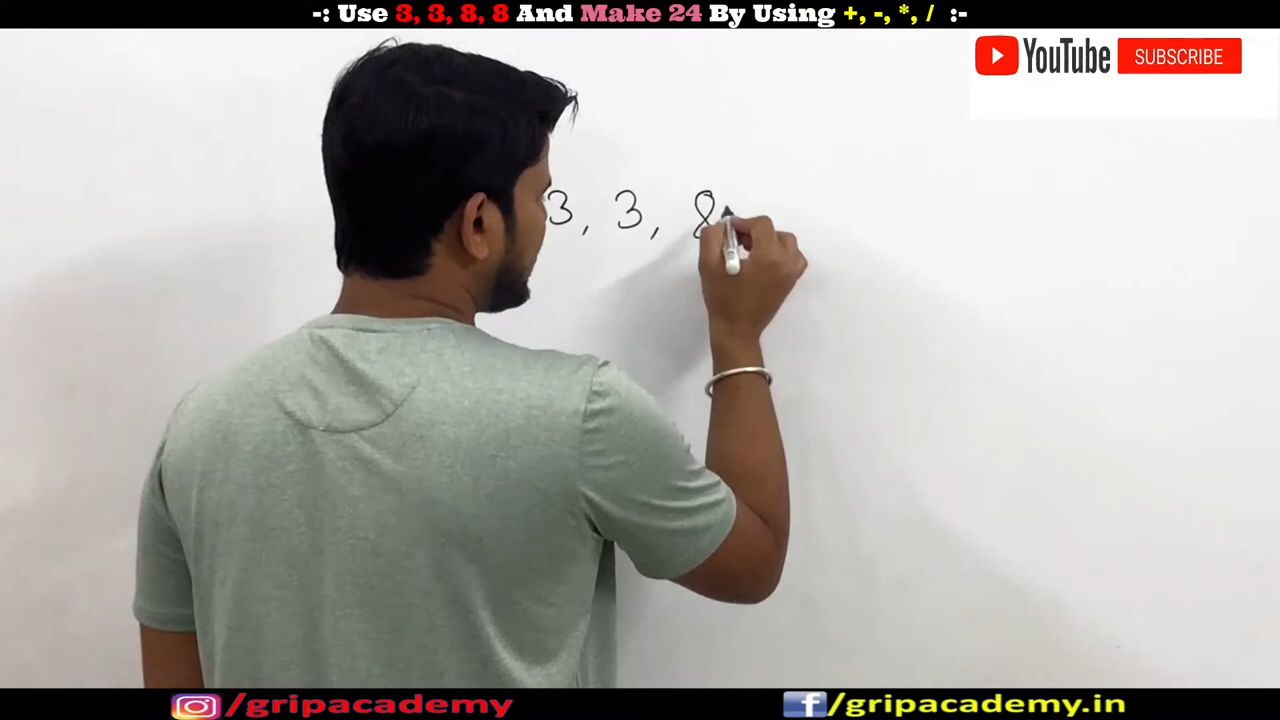 -: Use 3, 3, 8, 8 And Make 24 By Using +, -, *, / :-
YouTube SUBSCRIBE
3, 3, 8
/gripacademy
/gripacademy.in